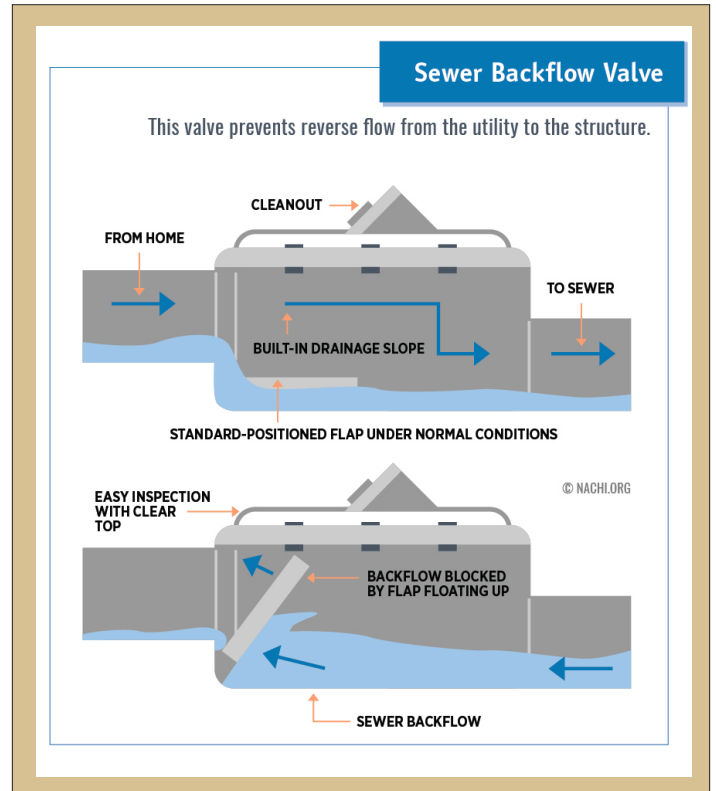 Sewer Backflow Valve
This valve prevents reverse flow from the utility to the structure.
CLEANOUT
FROM HOME
TO SEWER
BUILT-IN DRAINAGE SLOPE
STANDARD-POSITIONED FLAP UNDER NORMAL CONDITIONS
© NACHI.ORG
EASY INSPECTION
WITH CLEAR
TOP
BACKFLOW BLOCKED
BY FLAP FLOATING UP
SEWER BACKFLOW